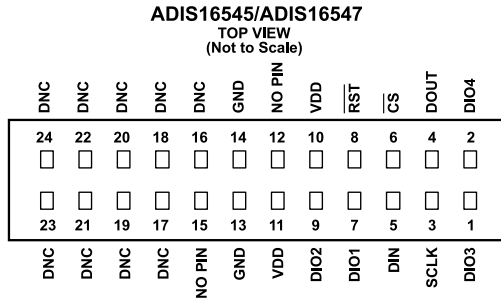 ADIS16545/ADIS16547
TOP VIEW
(Not to Scale)
DNC DNC DNC DNC DNC GND NO PIN VDD RST CS DOUT DIO4
24 22 20 18 16 14 12 10 8 6 4 2
23 21 19 17 15 13 11 9 7 5 3 1
DNC DNC DNC DNC NO PIN GND VDD DIO2 DIO1 DIN SCLK DIO3